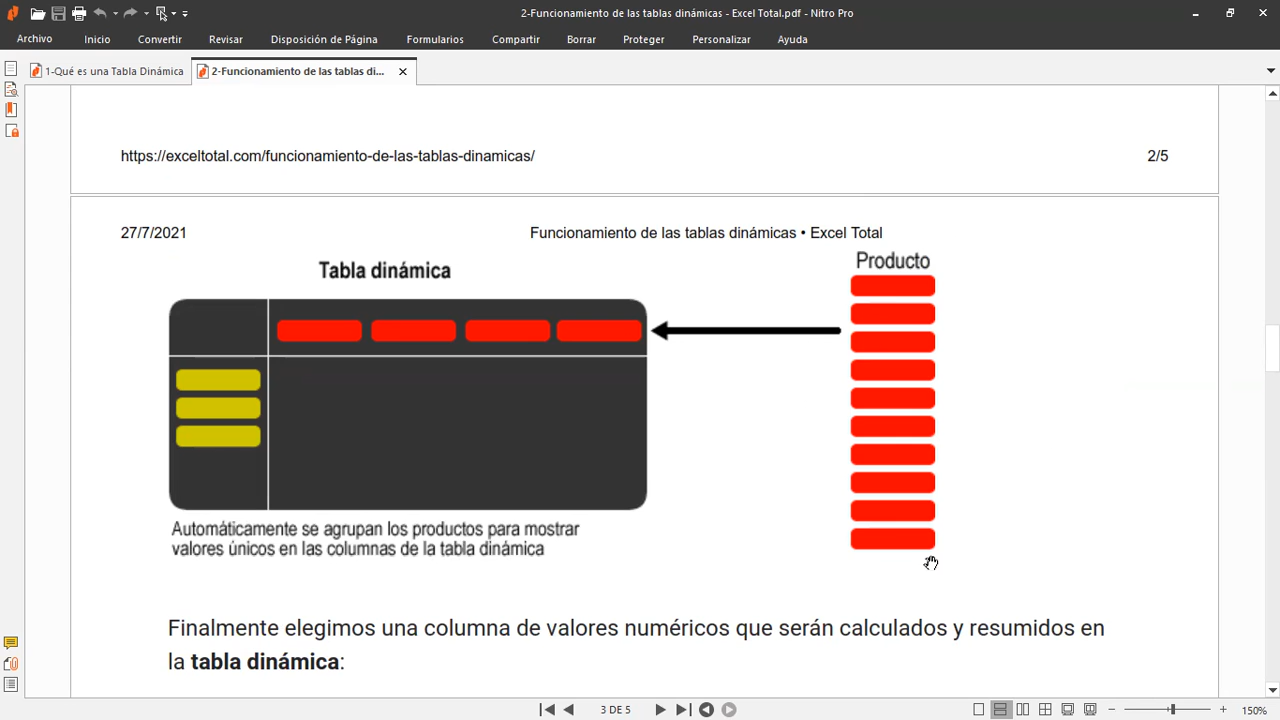 2-Funcionamiento de las tablas dinámicas - Excel Total.pdf - Nitro Pro
Archivo Inicio Convertir Revisar Disposición de Página Formularios Compartir Borrar Proteger Personalizar Ayuda
1-Qué es una Tabla Dinámica 2-Funcionamiento de las tablas di...
https://exceltotal.com/funcionamiento-de-las-tablas-dinamicas/ 2/5
27/7/2021 Funcionamiento de las tablas dinámicas • Excel Total
Producto
Tabla dinámica
Automáticamente se agrupan los productos para mostrar
valores únicos en las columnas de la tabla dinámica
Finalmente elegimos una columna de valores numéricos que serán calculados y resumidos en
la tabla dinámica:
3 DE 5 150%